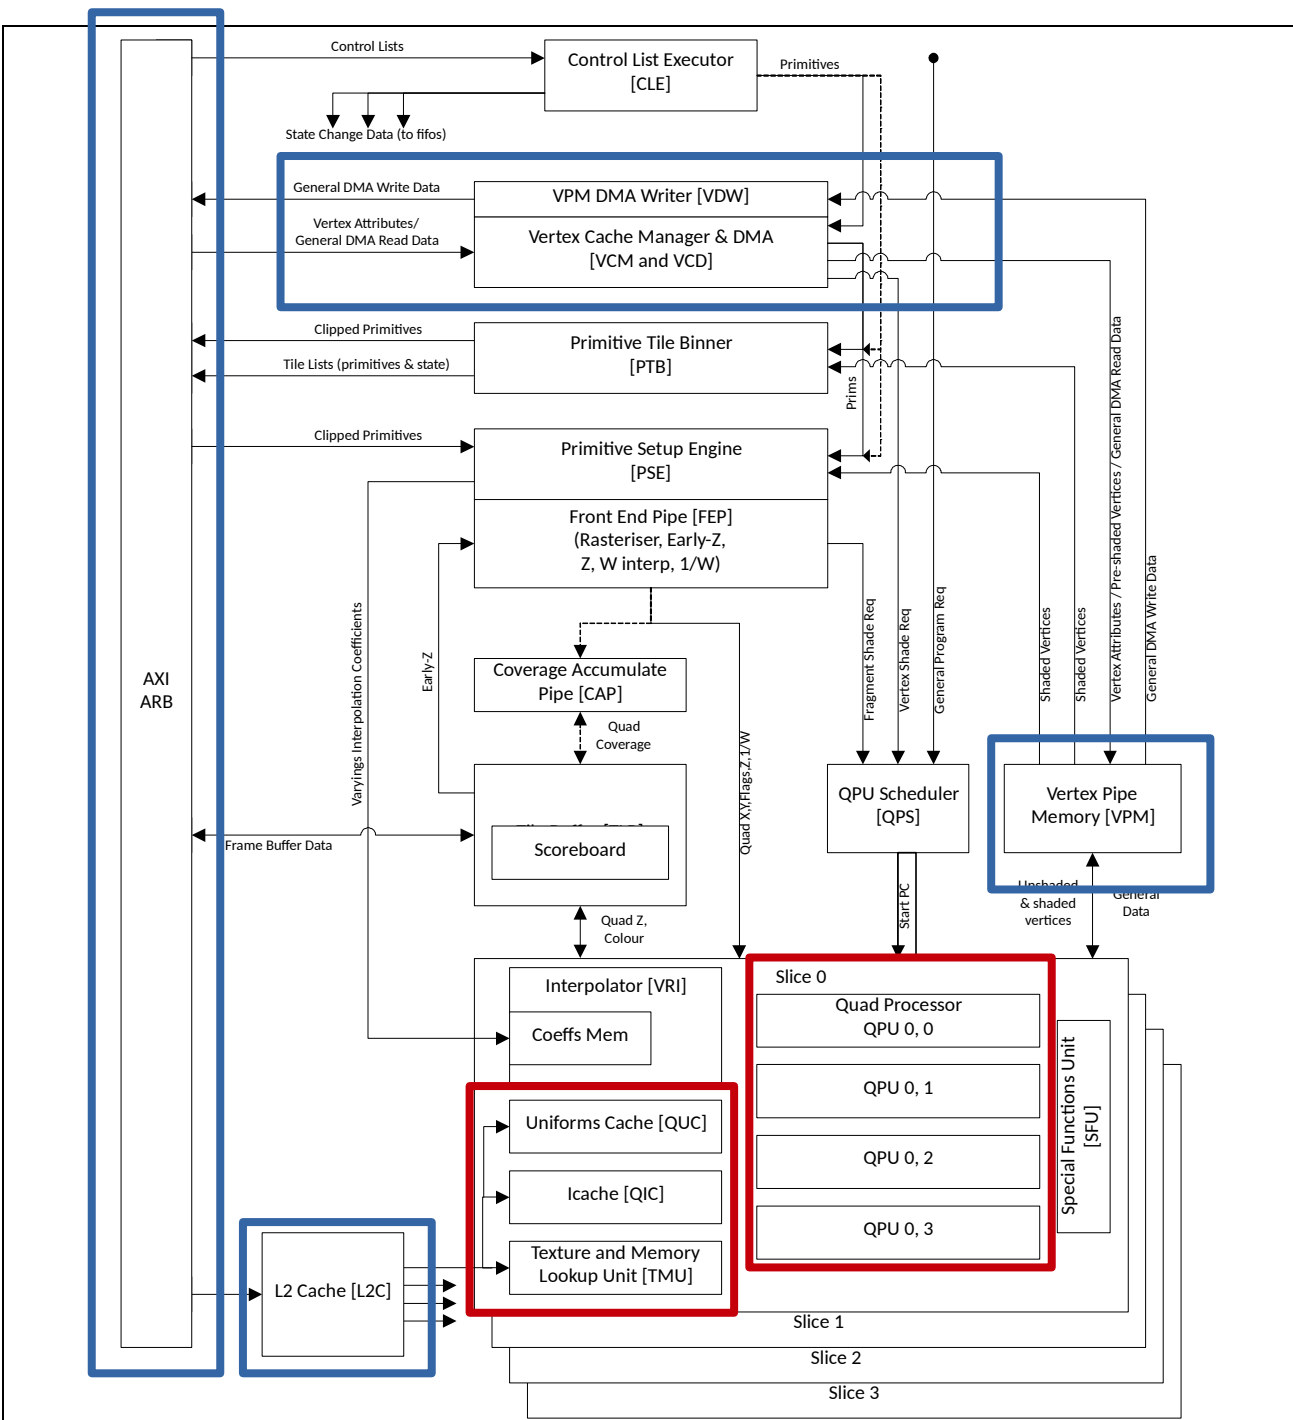 Control Lists
Control List Executor
[CLE]
Primitives
State Change Data (to fifos)
General DMA Write Data
VPM DMA Writer [VDW]
Vertex Attributes/
General DMA Read Data
Vertex Cache Manager & DMA
[VCM and VCD]
Clipped Primitives
Primitive Tile Binner
[PTB]
Tile Lists (primitives & state)
Prims
Clipped Primitives
Primitive Setup Engine
[PSE]
Front End Pipe [FEP]
(Rasteriser, Early-Z,
Z, W interp, 1/W)
Varyings Interpolation Coefficients
Early-Z
Fragment Shade Req
Vertex Shade Req
General Program Req
Shaded Vertices
Shaded Vertices
Vertex Attributes / Pre-shaded Vertices / General DMA Read Data
General DMA Write Data
AXI
ARB
Coverage Accumulate
Pipe [CAP]
Quad
Coverage
Quad X,Y,Flags,Z,1/W
QPU Scheduler
[QPS]
Vertex Pipe
Memory [VPM]
Scoreboard
Frame Buffer Data
Start PC
Unshaded
& shaded
vertices
General
Data
Quad Z,
Colour
Interpolator [VRI]
Coeffs Mem
Slice 0
Quad Processor
QPU 0, 0
QPU 0, 1
QPU 0, 2
QPU 0, 3
Special Functions Unit
[SFU]
Uniforms Cache [QUC]
Icache [QIC]
Texture and Memory
Lookup Unit [TMU]
L2 Cache [L2C]
Slice 1
Slice 2
Slice 3